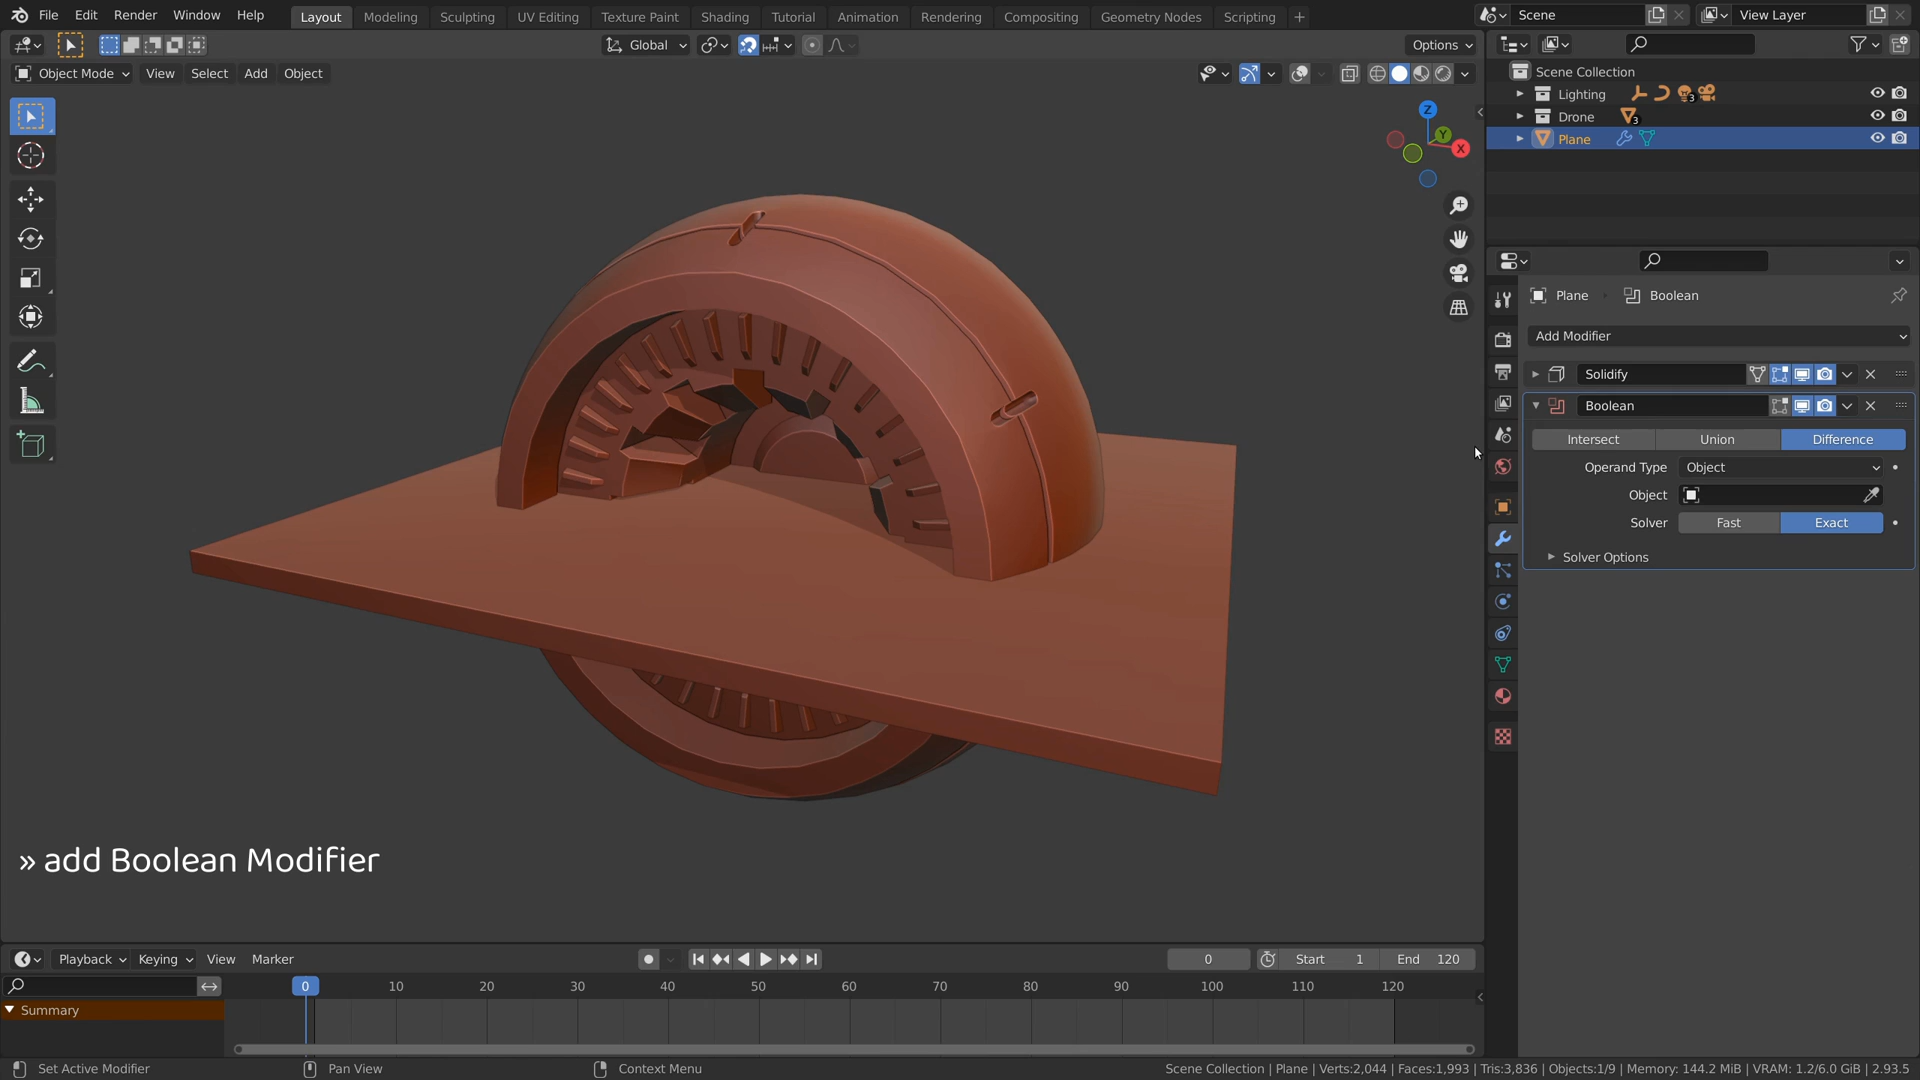 File Edit Render Window Help Layout Modeling Sculpting UV Editing Texture Paint Shading Tutorial Animation Rendering Compositing Geometry Nodes Scripting + Scene View Layer
Global Options
Object Mode View Select Add Object
Z
Y
X
Scene Collection
Lighting 3
Drone 3
Plane
Plane Boolean
Add Modifier
Solidify
Boolean
Intersect Union Difference
Operand Type Object
Object
Solver Fast Exact
Solver Options
» add Boolean Modifier
Playback Keying View Marker 0 Start 1 End 120
0 10 20 30 40 50 60 70 80 90 100 110 120
Summary
Set Active Modifier Pan View Context Menu Scene Collection | Plane | Verts:2,044 | Faces:1,993 | Tris:3,836 | Objects:1/9 | Memory: 144.2 MiB | VRAM: 1.2/6.0 GiB | 2.93.5